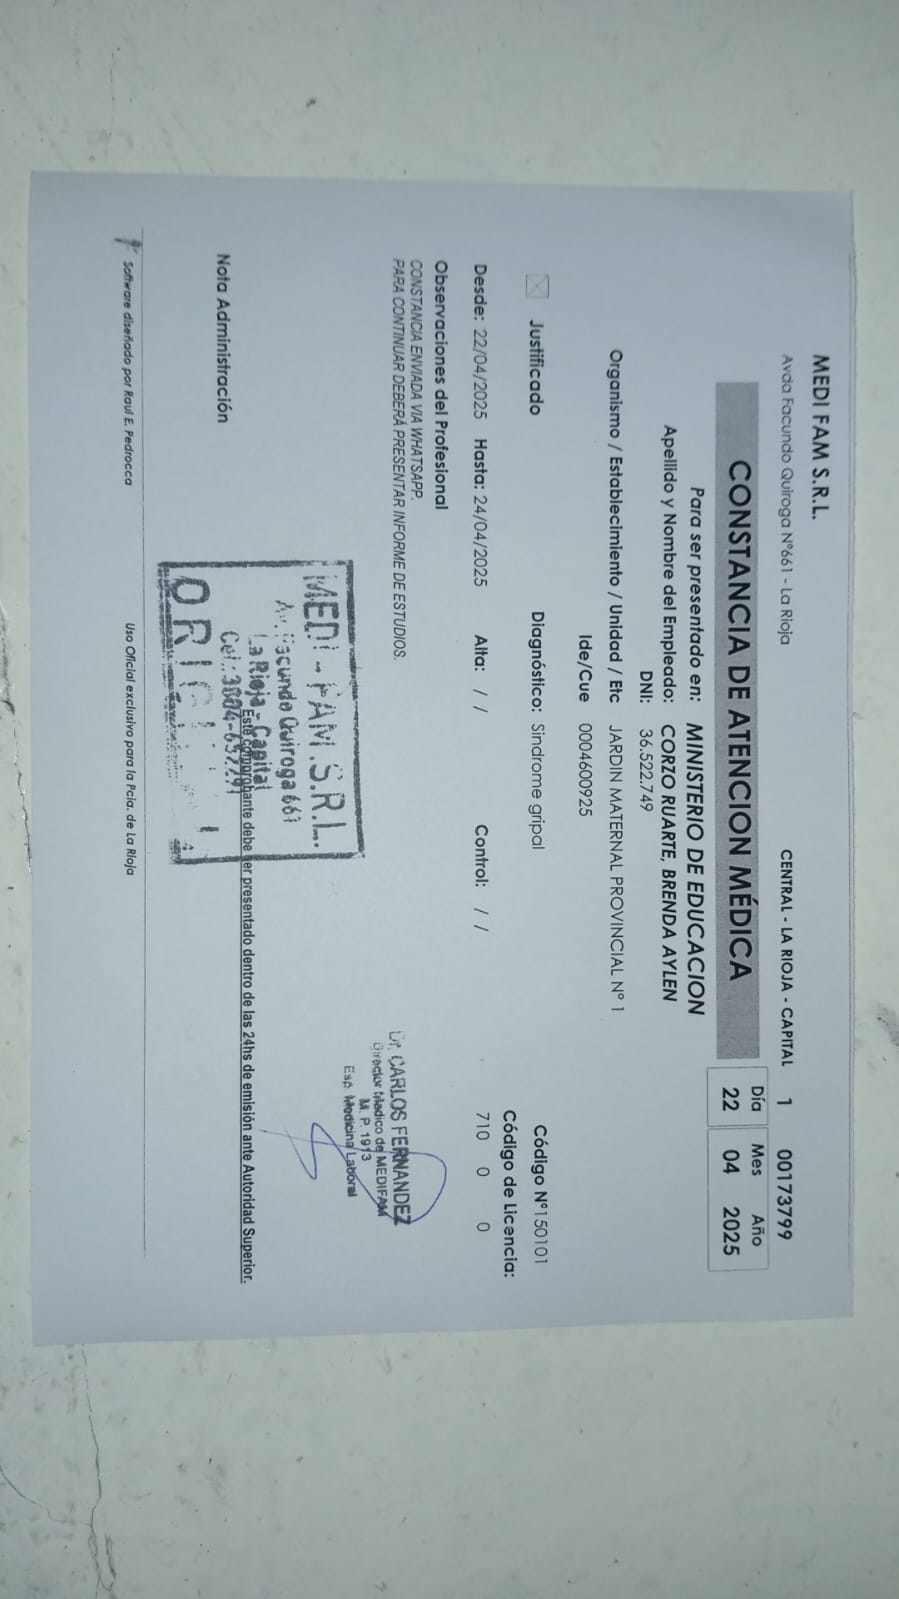 MEDI FAM S.R.L.
Avda Facundo Quiroga N°661 - La Rioja
CENTRAL - LA RIOJA - CAPITAL 1 00173799
CONSTANCIA DE ATENCION MÉDICA
Día Mes Año
22 04 2025
Para ser presentado en: MINISTERIO DE EDUCACION
Apellido y Nombre del Empleado: CORZO RUARTE, BRENDA AYLEN
DNI: 36.522.749
Organismo / Establecimiento / Unidad / Etc JARDIN MATERNAL PROVINCIAL N° 1
Ide/Cue 0004600925
Justificado Diagnóstico: Sindrome gripal Código N°150101
Código de Licencia:
Desde: 22/04/2025 Hasta: 24/04/2025 Alta: / / Control: / / 710 0 0
Observaciones del Profesional
CONSTANCIA ENVIADA VIA WHATSAPP.
PARA CONTINUAR DEBERÁ PRESENTAR INFORME DE ESTUDIOS.
MEDI - FAM. S.R.L.
Av. Facundo Quiroga 661
La Rioja - Capital
Cel.:
Dr. CARLOS FERNANDEZ
Director Medico de MEDIFAM
M. P. 1913
Esp. Medicina Laboral
Este comprobante debe ser presentado dentro de las 24hs de emisión ante Autoridad Superior.
Nota Administración
Software diseñado por Raul E. Pedrocca
Uso Oficial exclusivo para la Pcia. de La Rioja